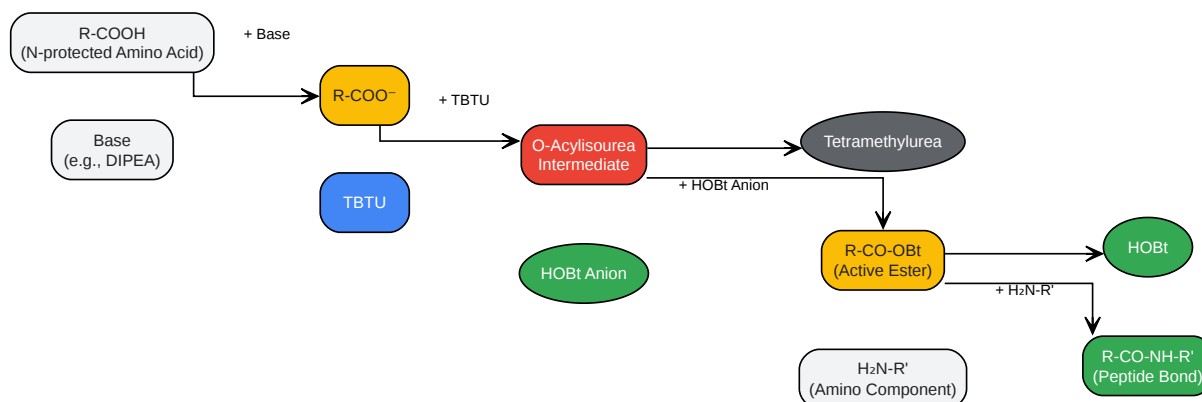 R-COOH
(N-protected Amino Acid)
+ Base
R-COO⁻
+ TBTU
Base
(e.g., DIPEA)
O-Acylisourea
Intermediate
Tetramethylurea
+ HOBt Anion
TBTU
R-CO-OBt
(Active Ester)
HOBt
HOBt Anion
+ H₂N-R'
H₂N-R'
(Amino Component)
R-CO-NH-R'
(Peptide Bond)